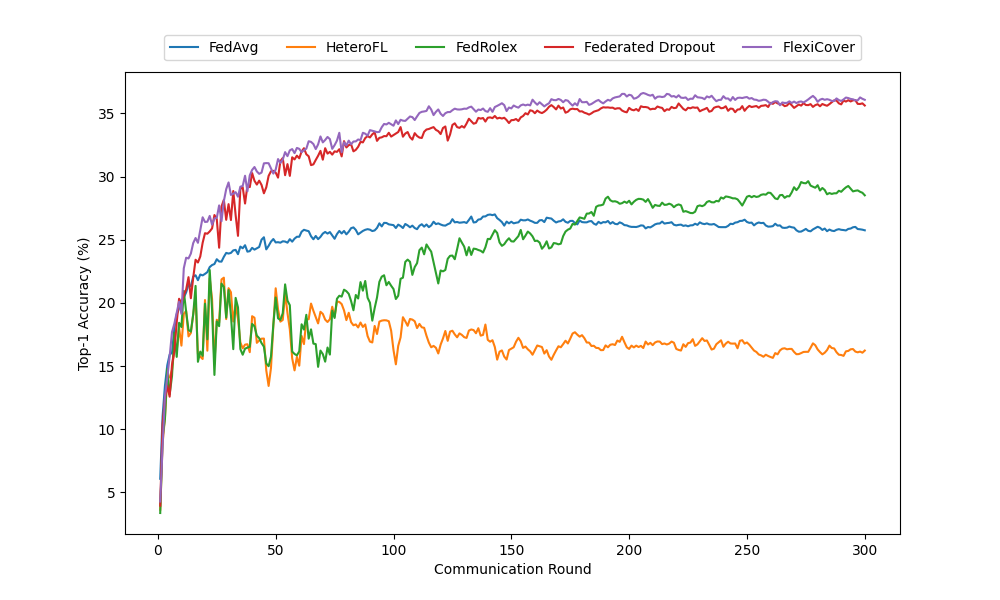 FedAvg HeteroFL FedRolex Federated Dropout FlexiCover
Top-1 Accuracy (%)
35
30
25
20
15
10
5
0 50 100 150 200 250 300
Communication Round